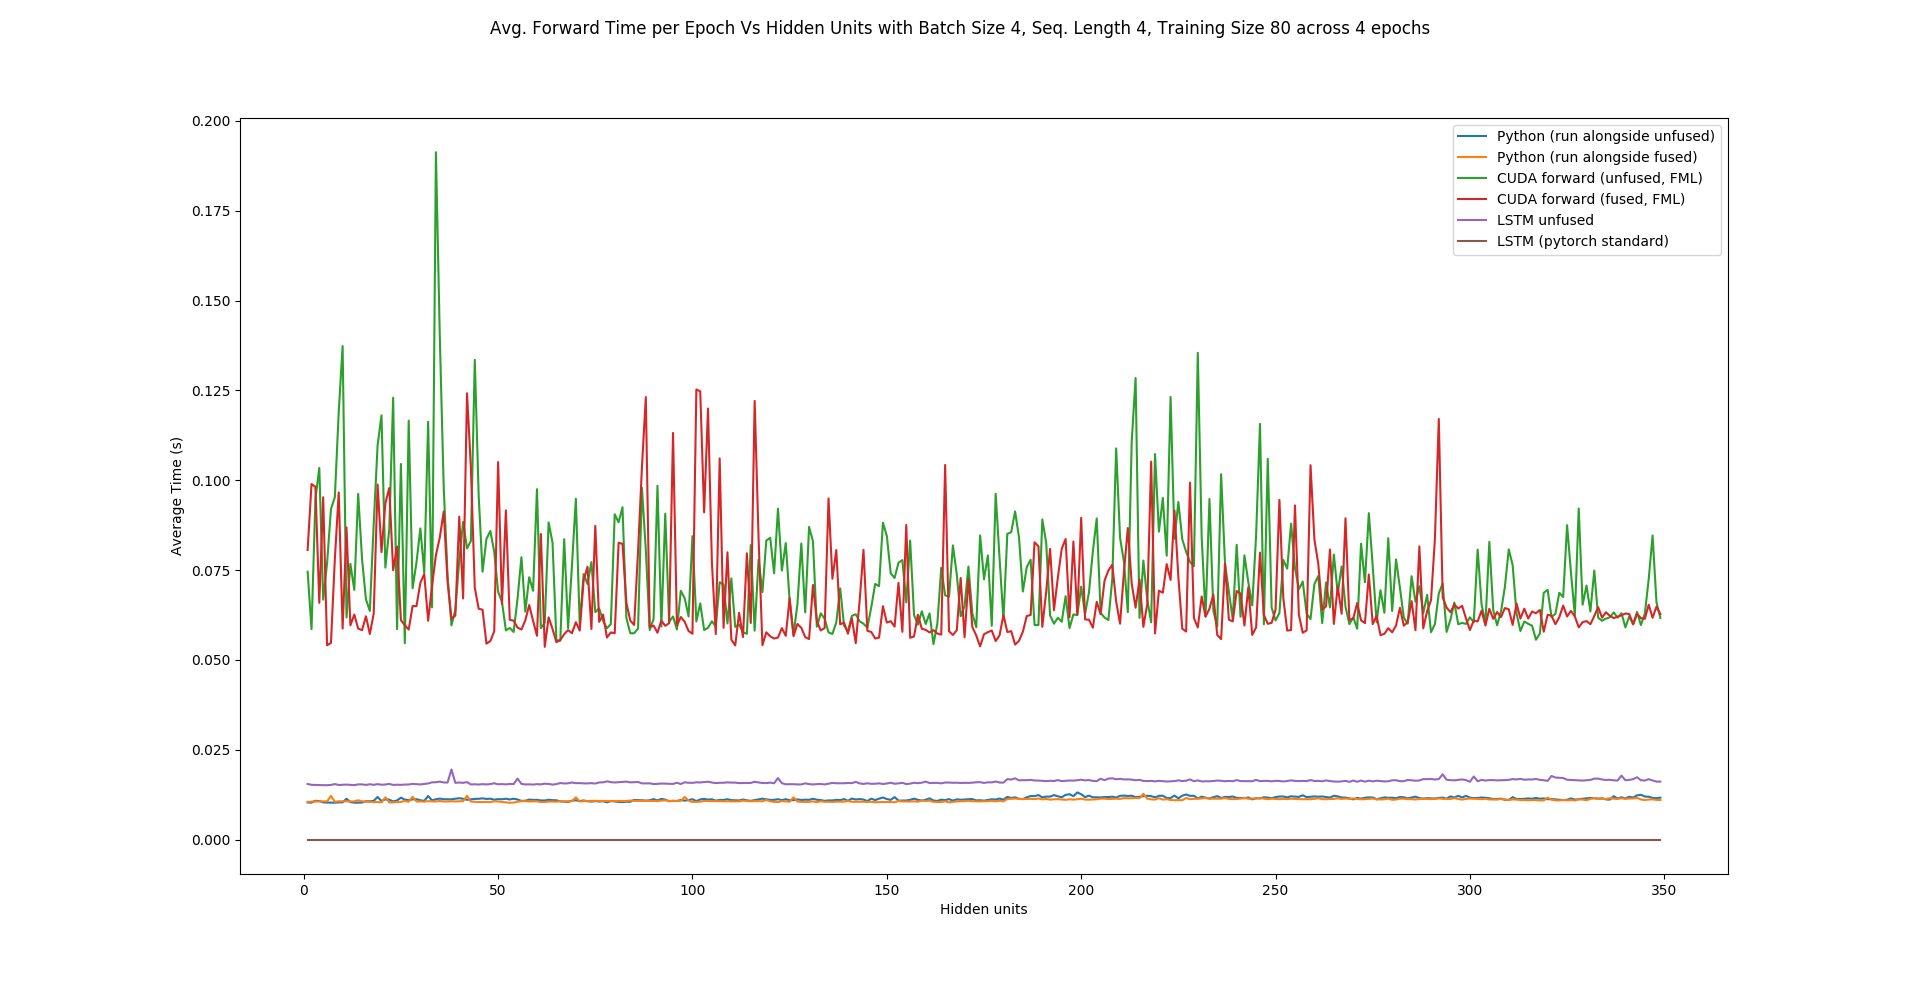 Avg. Forward Time per Epoch Vs Hidden Units with Batch Size 4, Seq. Length 4, Training Size 80 across 4 epochs
Python (run alongside unfused)
Python (run alongside fused)
CUDA forward (unfused, FML)
CUDA forward (fused, FML)
LSTM unfused
LSTM (pytorch standard)
Average Time (s)
0.200
0.175
0.150
0.125
0.100
0.075
0.050
0.025
0.000
0 50 100 150 200 250 300 350
Hidden units